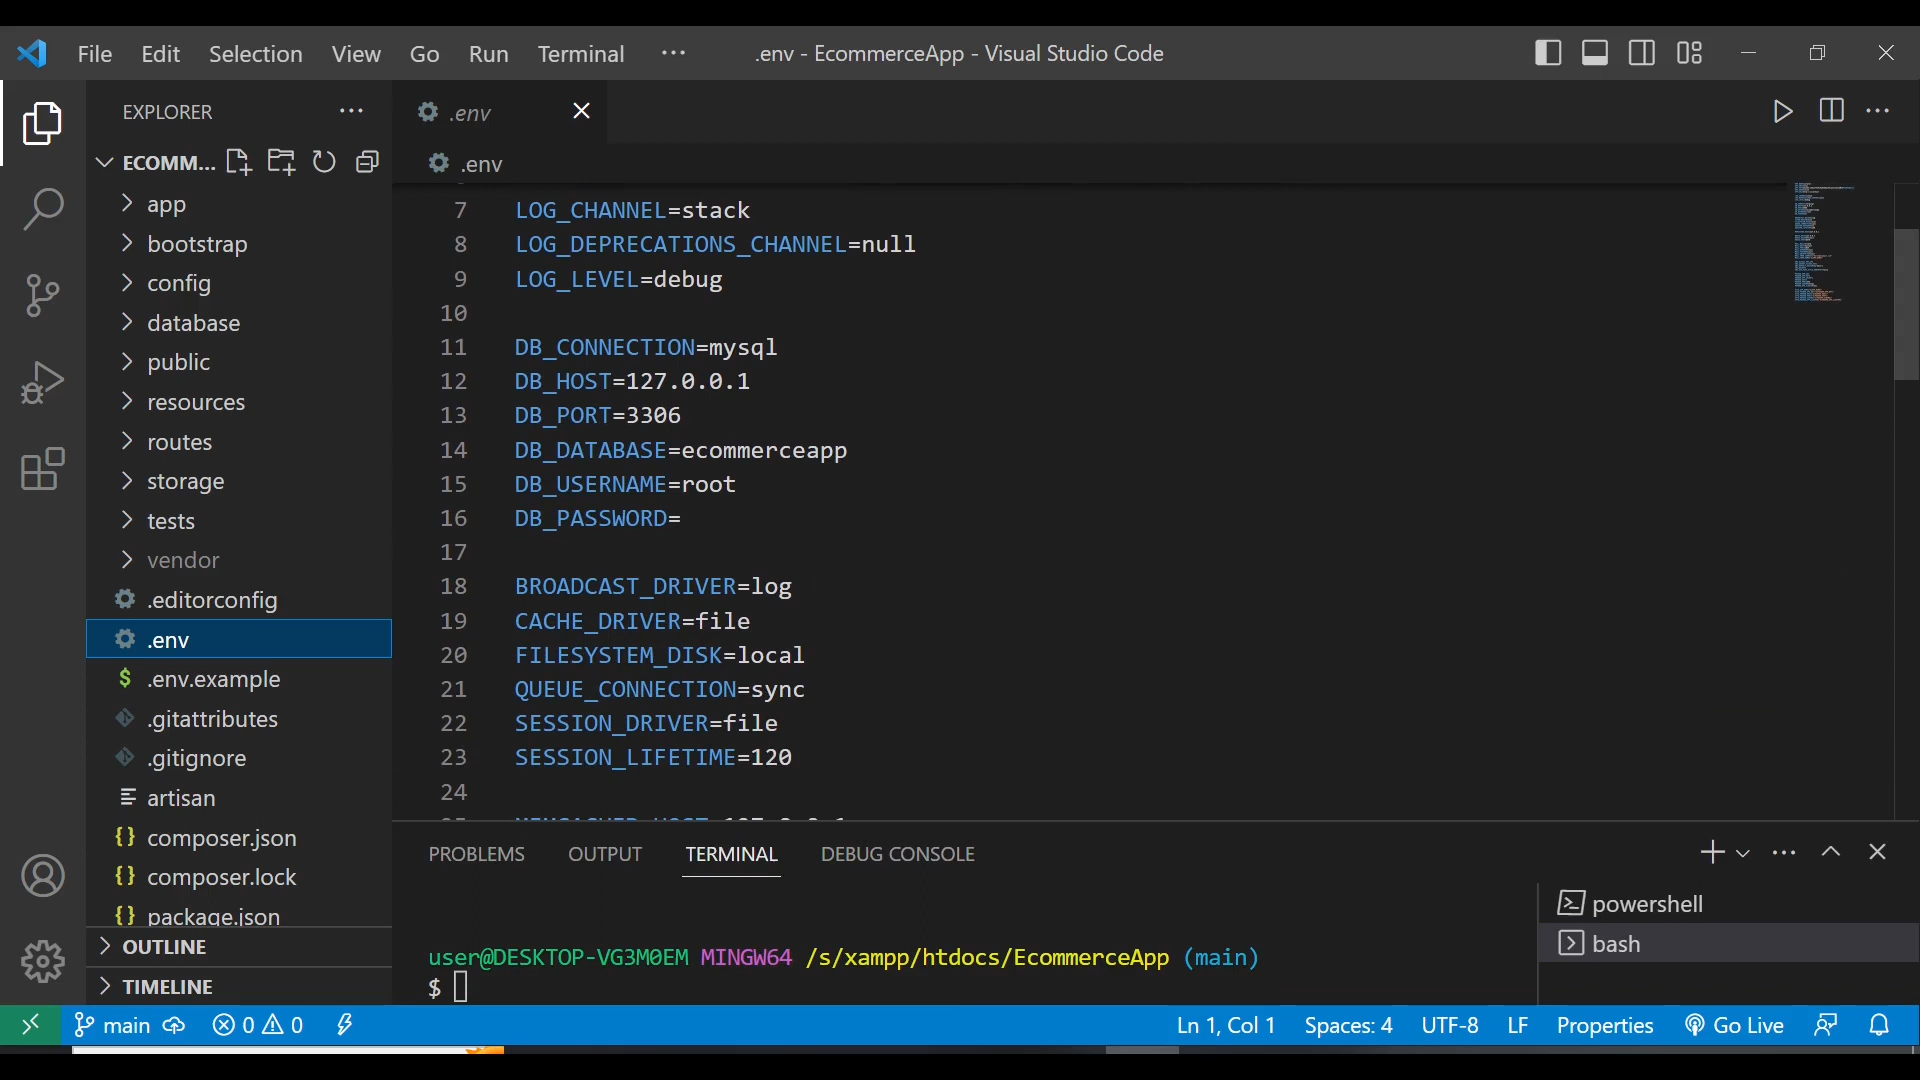 File Edit Selection View Go Run Terminal ··· .env - EcommerceApp - Visual Studio Code
EXPLORER
ECOMM...
app
bootstrap
config
database
public
resources
routes
storage
tests
vendor
.editorconfig
.env
.env.example
.gitattributes
.gitignore
artisan
composer.json
composer.lock
package.json
OUTLINE
TIMELINE
.env
.env
7 LOG_CHANNEL=stack
8 LOG_DEPRECATIONS_CHANNEL=null
9 LOG_LEVEL=debug
10
11 DB_CONNECTION=mysql
12 DB_HOST=127.0.0.1
13 DB_PORT=3306
14 DB_DATABASE=ecommerceapp
15 DB_USERNAME=root
16 DB_PASSWORD=
17
18 BROADCAST_DRIVER=log
19 CACHE_DRIVER=file
20 FILESYSTEM_DISK=local
21 QUEUE_CONNECTION=sync
22 SESSION_DRIVER=file
23 SESSION_LIFETIME=120
24
PROBLEMS OUTPUT TERMINAL DEBUG CONSOLE
user@DESKTOP-VG3M0EM MINGW64 /s/xampp/htdocs/EcommerceApp (main)
$
powershell
bash
main 0 0 Ln 1, Col 1 Spaces: 4 UTF-8 LF Properties Go Live